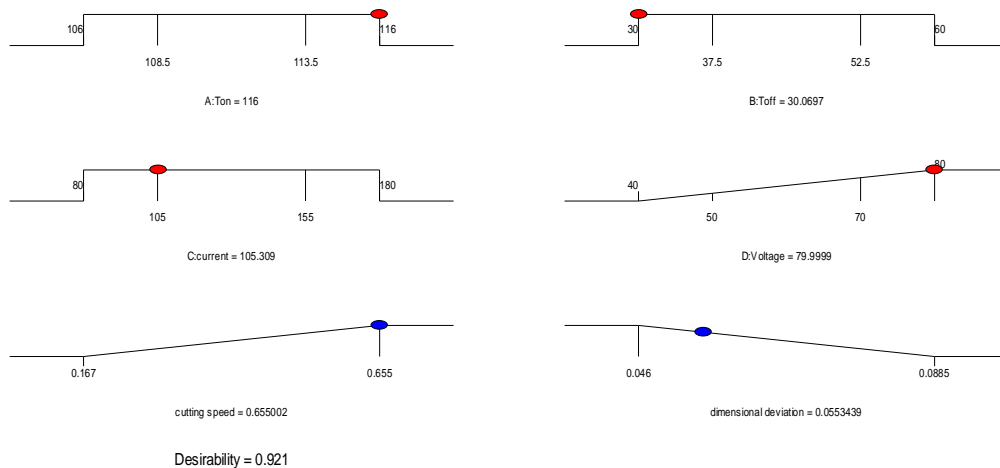 106
116
108.5
113.5
A:Ton = 116
30
60
37.5
52.5
B:Toff = 30.0697
80
180
105
155
C:current = 105.309
40
80
50
70
D:Voltage = 79.9999
0.167
0.655
cutting speed = 0.655002
0.046
0.0885
dimensional deviation = 0.0553439
Desirability = 0.921